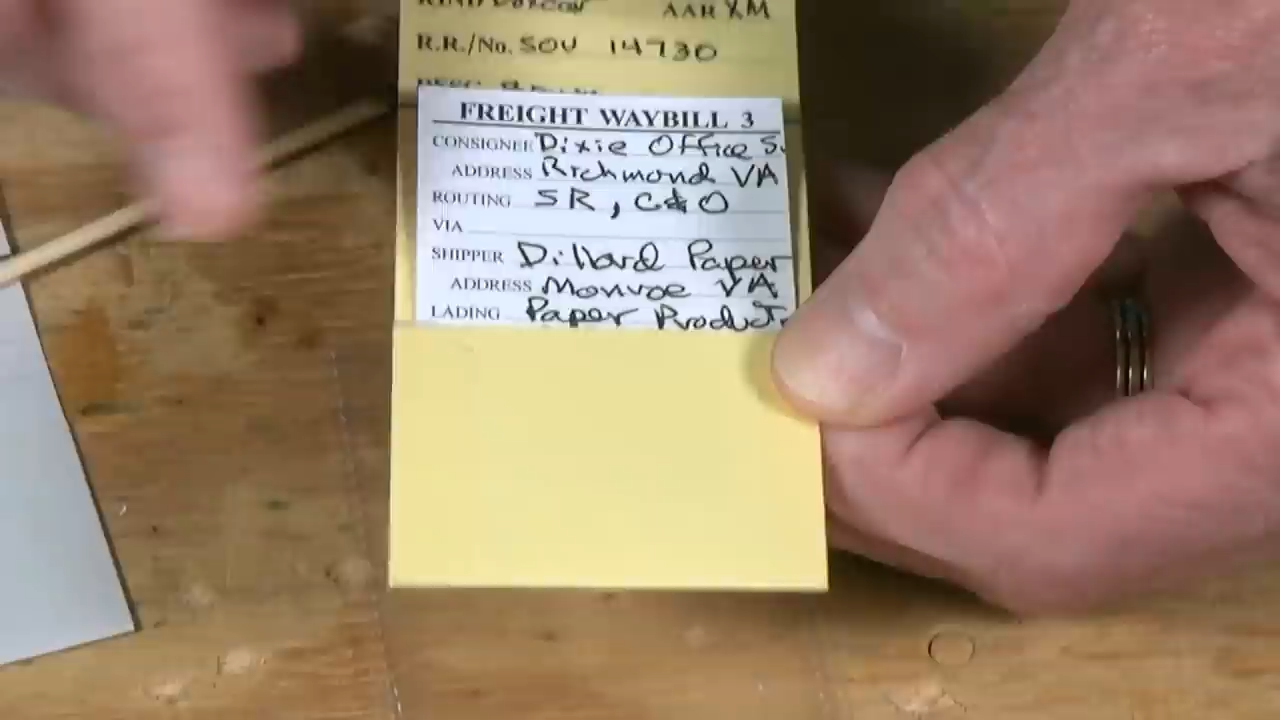 AAR XM
R.R./No. SOU 14730
FREIGHT WAYBILL 3
CONSIGNEE Dixie Office S.
ADDRESS Richmond VA
ROUTING SR, C&O
VIA
SHIPPER Dillard Paper
ADDRESS Monroe VA
LADING Paper Product